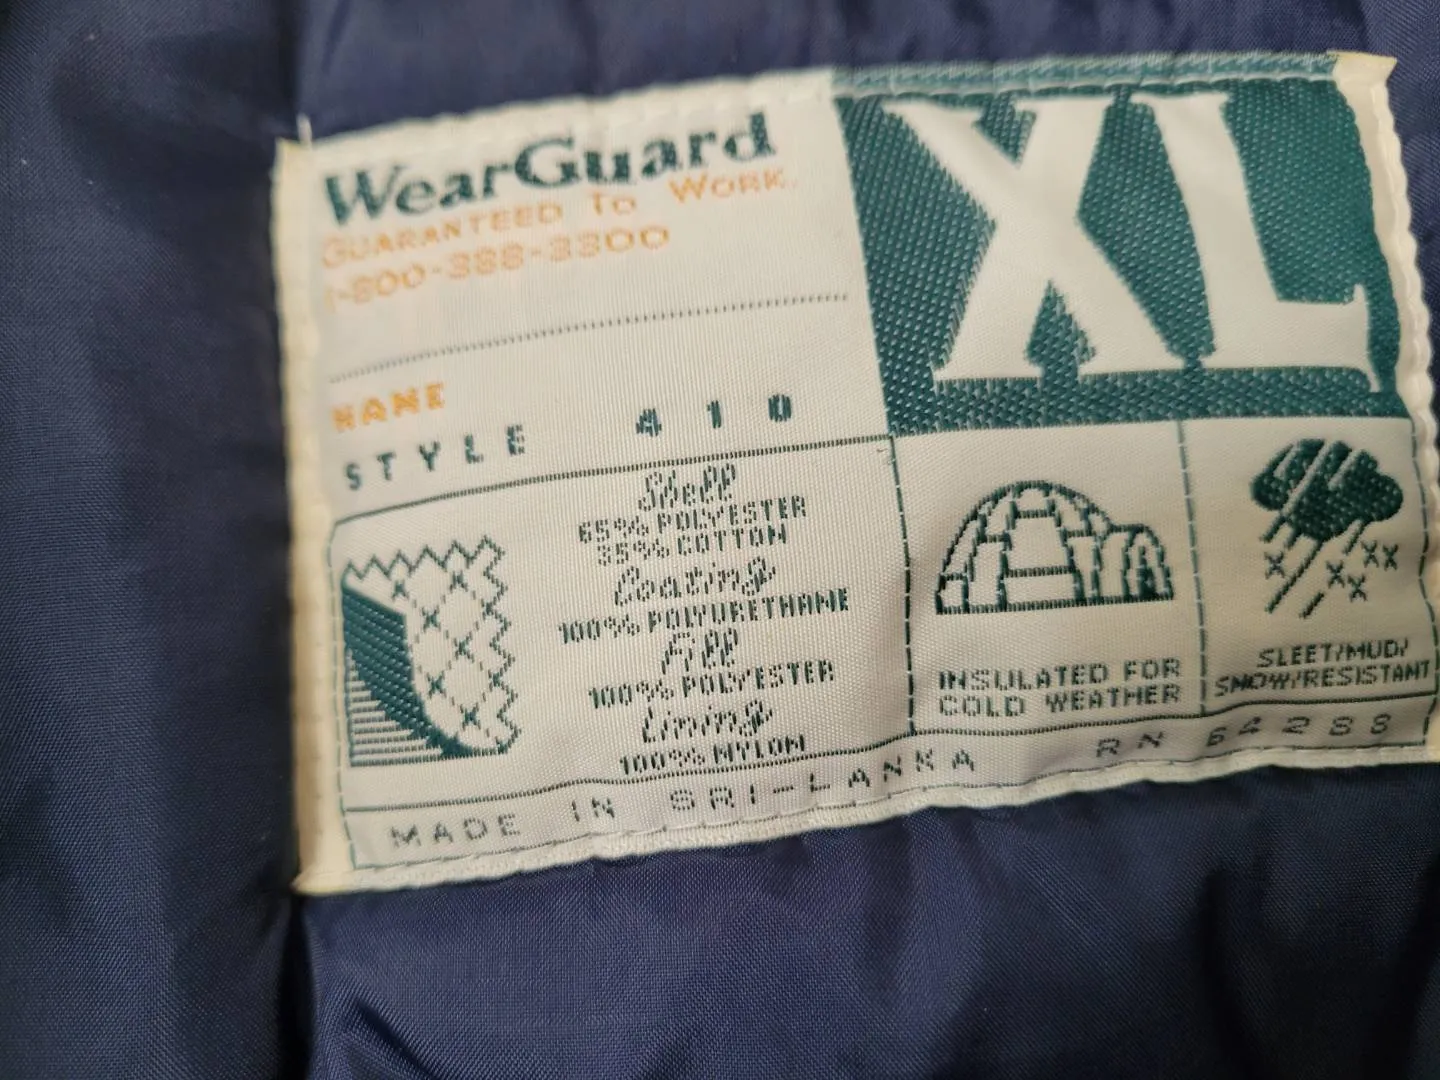 WearGuard
GUARANTEED TO WORK.
1-800-388-3300
XL
NAME
STYLE 410
Shell
65% POLYESTER
35% COTTON
Coating
100% POLYURETHANE
Fill
100% POLYESTER
Lining
100% NYLON
INSULATED FOR
COLD WEATHER
SLEET/MUD/
SNOW/RESISTANT
MADE IN SRI-LANKA RN 64288